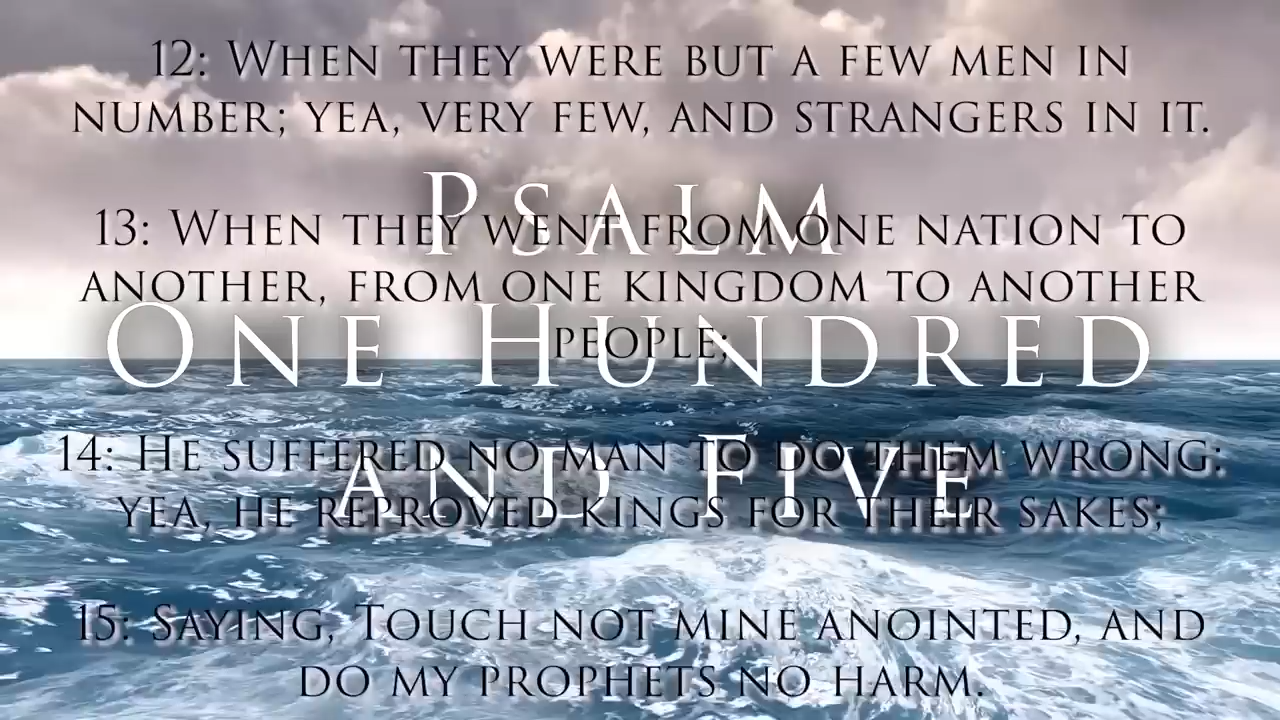 12: When they were but a few men in
number; yea, very few, and strangers in it.
Psalm
13: When they went from one nation to
another, from one kingdom to another
people;
One Hundred
and Five
14: He suffered no man to do them wrong:
yea, he reproved kings for their sakes;
15: Saying, Touch not mine anointed, and
do my prophets no harm.